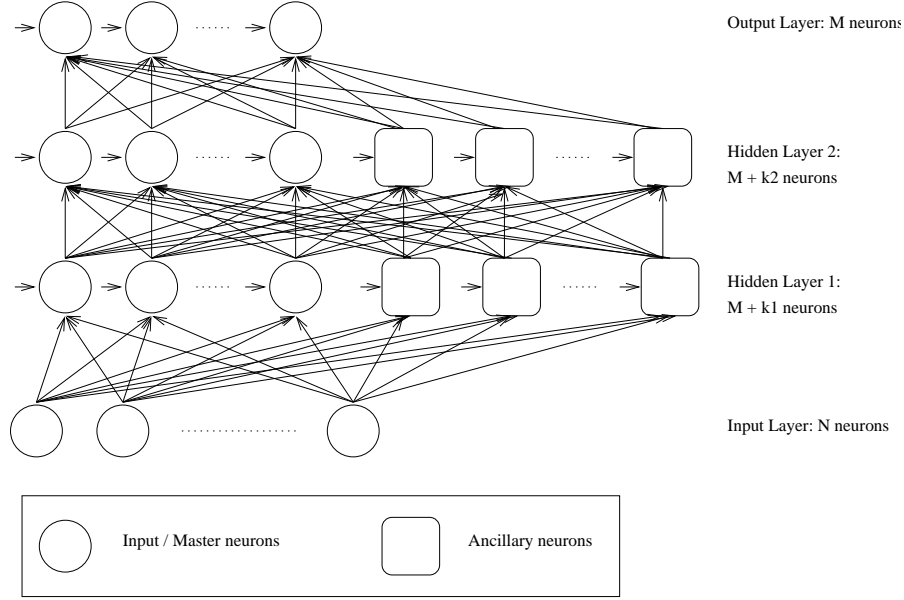 Output Layer: M neurons
Hidden Layer 2:
M + k2 neurons
Hidden Layer 1:
M + k1 neurons
Input Layer: N neurons
Input / Master neurons
Ancillary neurons